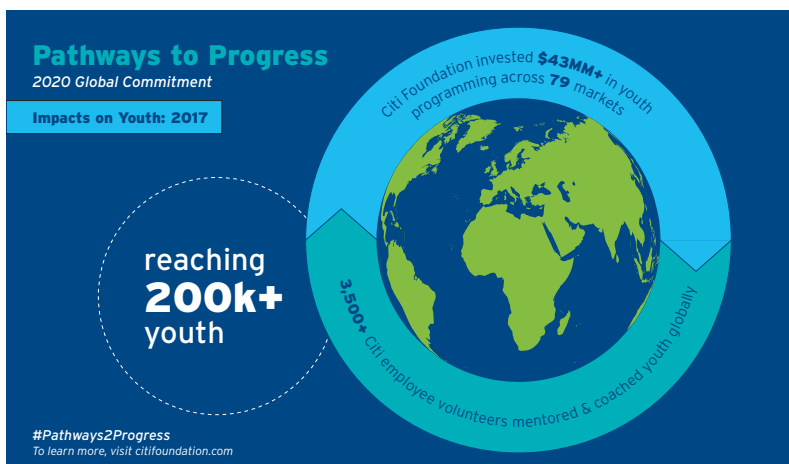 Pathways to Progress
2020 Global Commitment
Impacts on Youth: 2017
Citi Foundation invested $43MM+ in youth
programming across 79 markets
reaching
200k+
youth
3,500+ Citi employee volunteers mentored & coached youth globally
#Pathways2Progress
To learn more, visit citifoundation.com